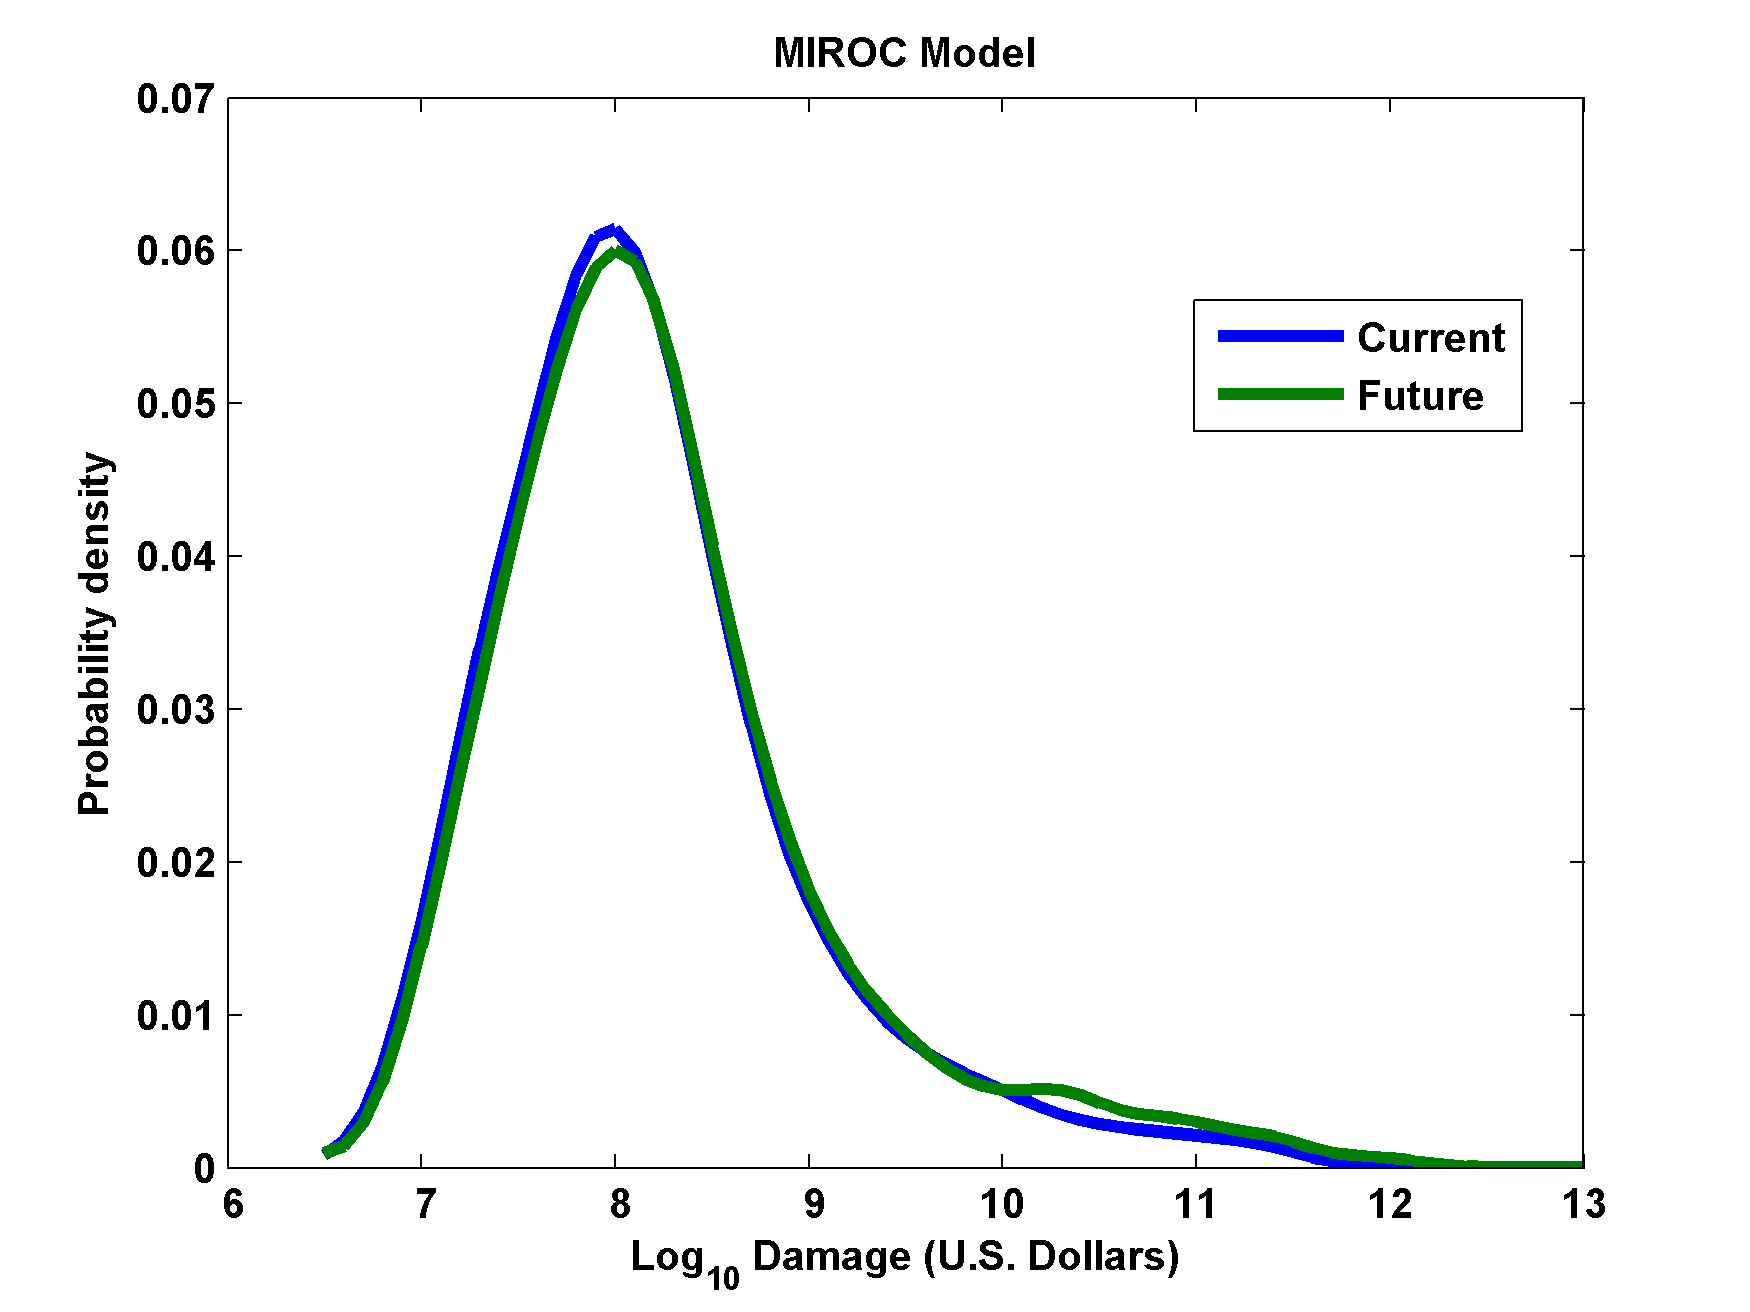 MIROC Model
0.07
0.06
0.05
0.04
0.03
0.02
0.01
0
Probability density
Current
Future
6 7 8 9 10 11 12 13
Log10 Damage (U.S. Dollars)